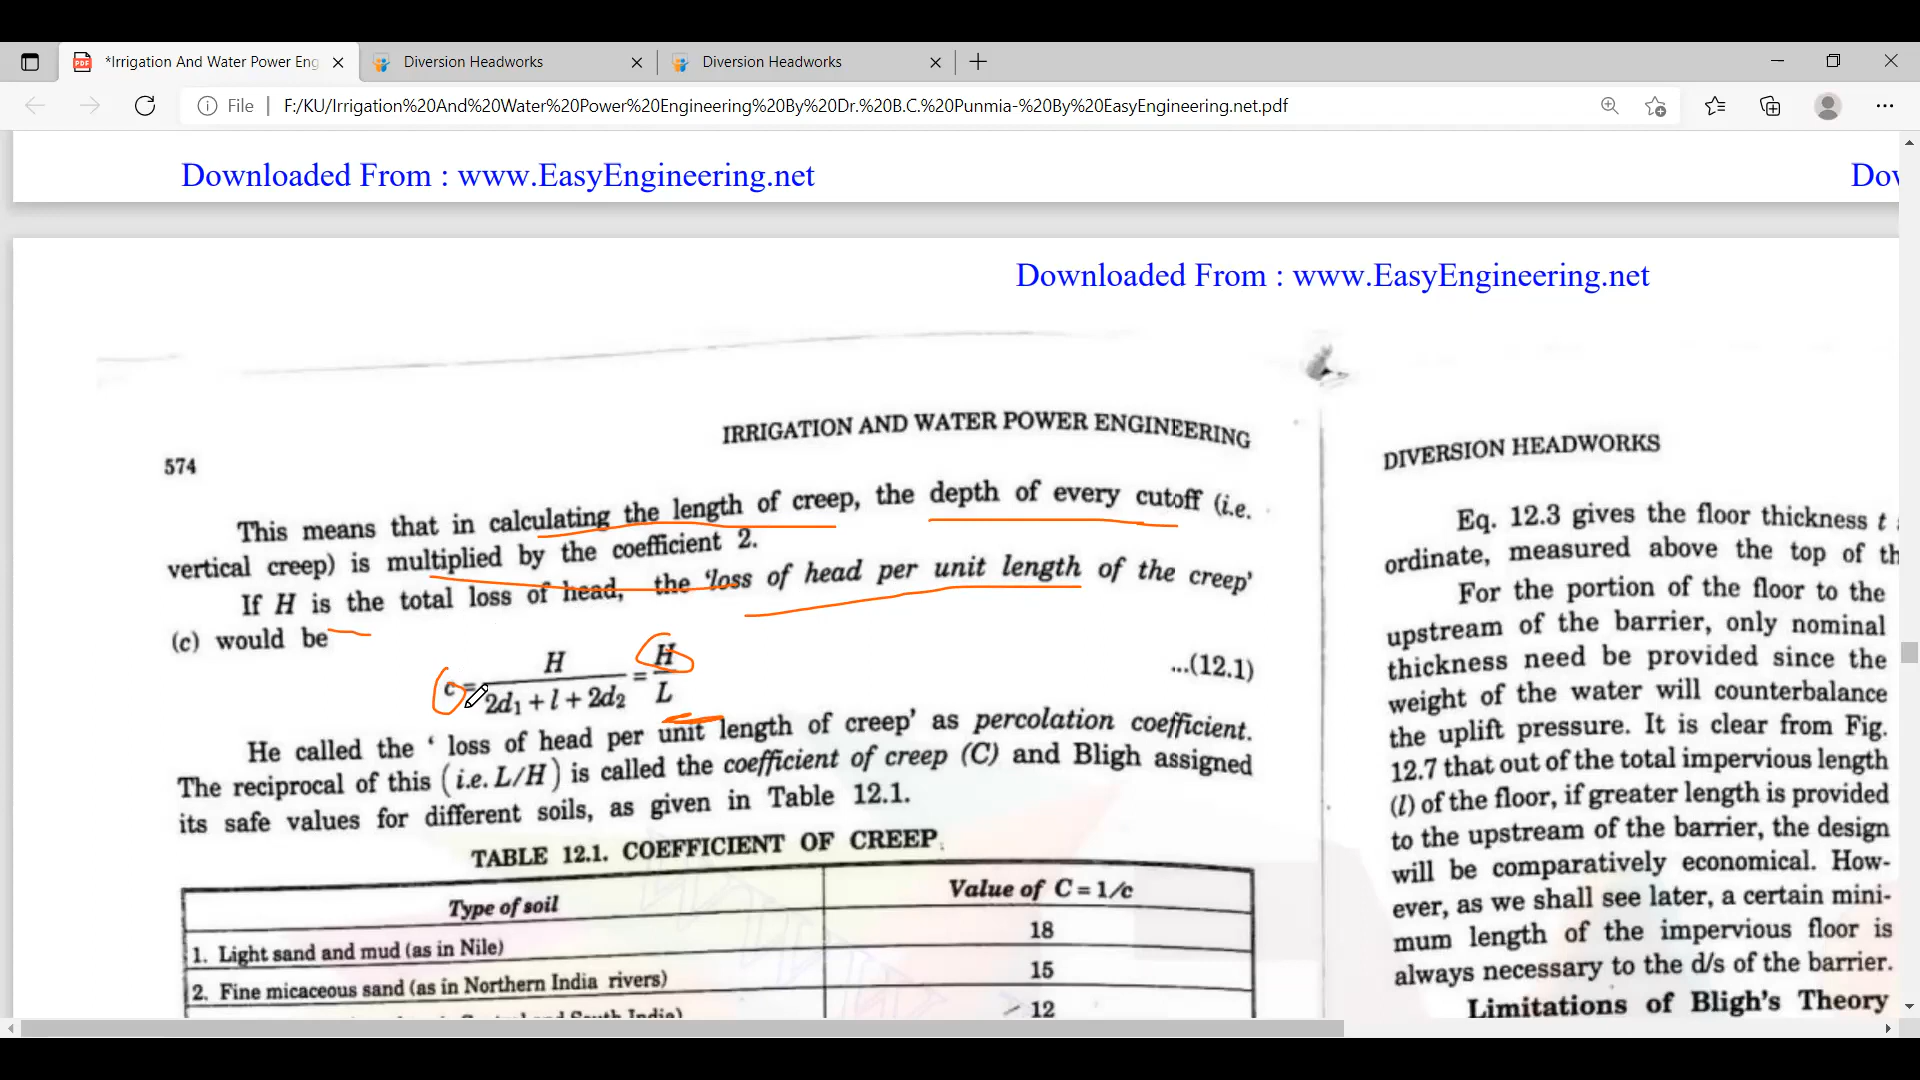 *Irrigation And Water Power Eng
Diversion Headworks
Diversion Headworks
File
F:/KU/Irrigation%20And%20Water%20Power%20Engineering%20By%20Dr.%20B.C.%20Punmia-%20By%20EasyEngineering.net.pdf
Downloaded From : www.EasyEngineering.net
Dov
Downloaded From : www.EasyEngineering.net
574
IRRIGATION AND WATER POWER ENGINEERING
This means that in calculating the length of creep, the depth of every cutoff (i.e.
vertical creep) is multiplied by the coefficient 2.
If H is the total loss of head, the 'loss of head per unit length of the creep'
(c) would be
c = H / (2d₁ + l + 2d₂) = H / L ...(12.1)
He called the ' loss of head per unit length of creep' as percolation coefficient.
The reciprocal of this (i.e. L/H) is called the coefficient of creep (C) and Bligh assigned
its safe values for different soils, as given in Table 12.1.
TABLE 12.1. COEFFICIENT OF CREEP
Type of soil Value of C = 1/c
1. Light sand and mud (as in Nile) 18
2. Fine micaceous sand (as in Northern India rivers) 15
12
DIVERSION HEADWORKS
Eq. 12.3 gives the floor thickness t
ordinate, measured above the top of th
For the portion of the floor to the
upstream of the barrier, only nominal
thickness need be provided since the
weight of the water will counterbalance
the uplift pressure. It is clear from Fig.
12.7 that out of the total impervious length
(l) of the floor, if greater length is provided
to the upstream of the barrier, the design
will be comparatively economical. How-
ever, as we shall see later, a certain mini-
mum length of the impervious floor is
always necessary to the d/s of the barrier.
Limitations of Bligh's Theory